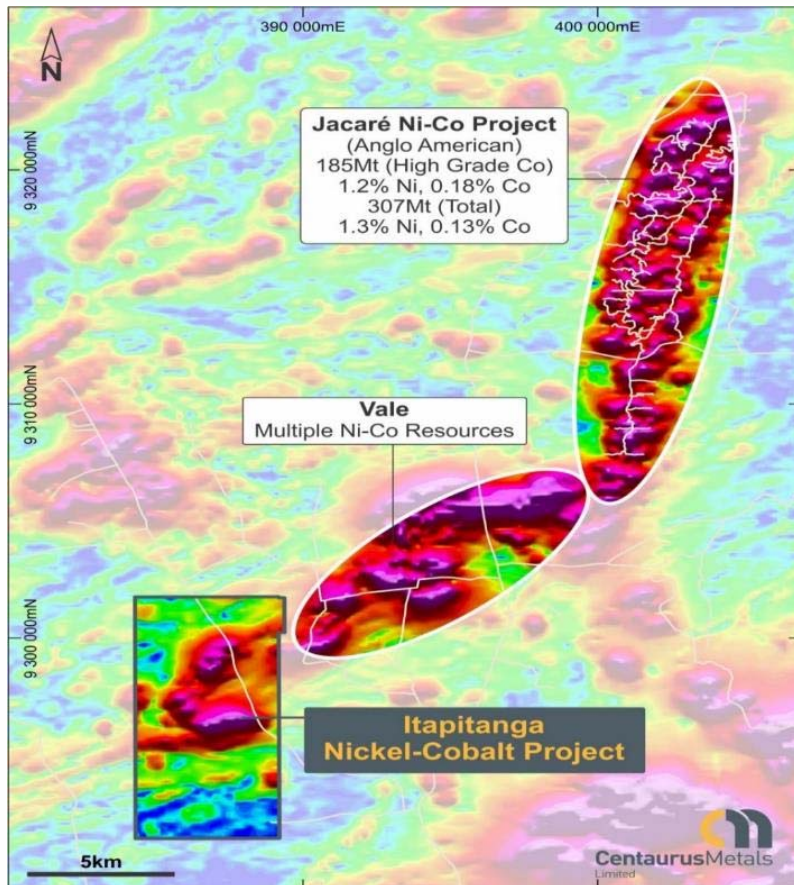 390 000mE
400 000mE
N
Jacaré Ni-Co Project
(Anglo American)
185Mt (High Grade Co)
1.2% Ni, 0.18% Co
307Mt (Total)
1.3% Ni, 0.13% Co
9 320 000mN
9 310 000mN
Vale
Multiple Ni-Co Resources
9 300 000mN
Itapitanga
Nickel-Cobalt Project
5km
CentaurusMetals
Limited